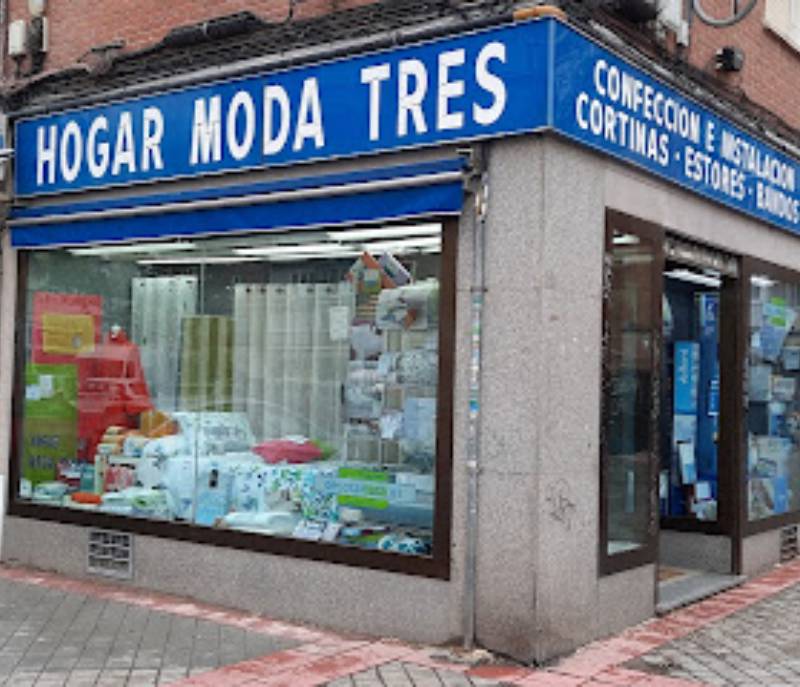 HOGAR MODA TRES
CONFECCION E INSTALACION
CORTINAS - ESTORES - BANDOS